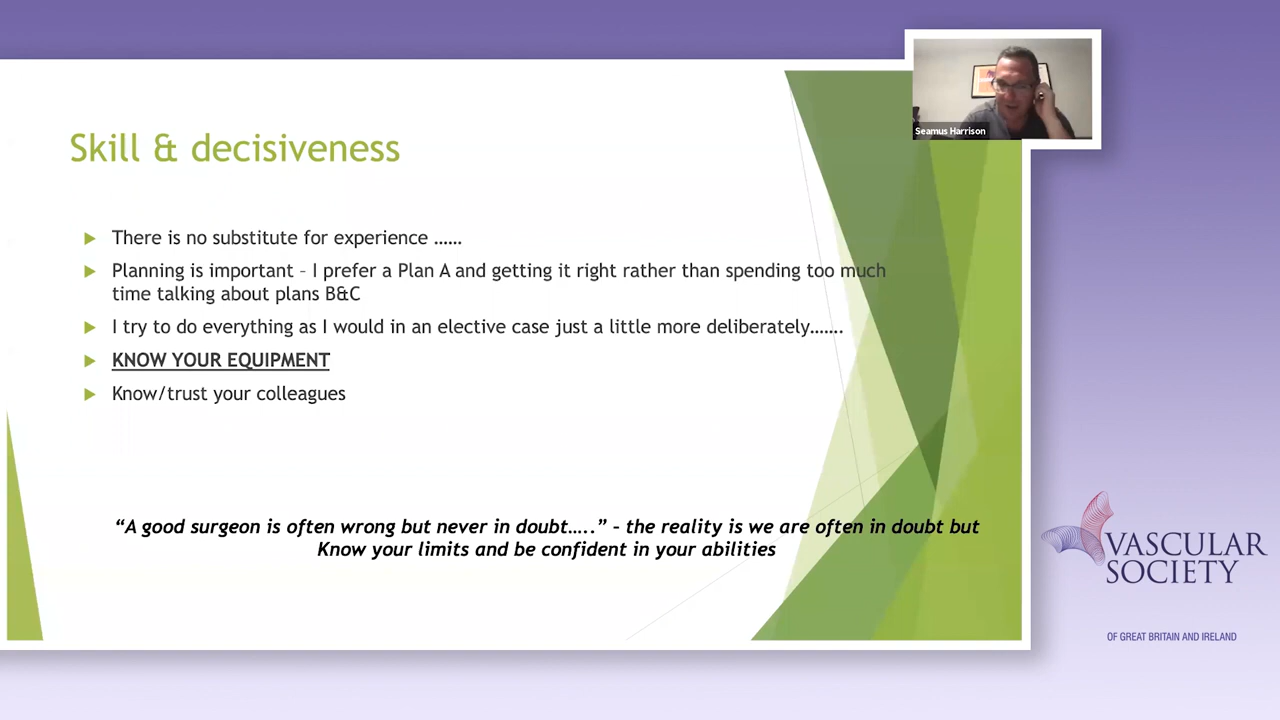 Seamus Harrison
Skill & decisiveness
There is no substitute for experience ……
Planning is important – I prefer a Plan A and getting it right rather than spending too much
time talking about plans B&C
I try to do everything as I would in an elective case just a little more deliberately…….
KNOW YOUR EQUIPMENT
Know/trust your colleagues
“A good surgeon is often wrong but never in doubt…..” – the reality is we are often in doubt but
Know your limits and be confident in your abilities
VASCULAR
SOCIETY
OF GREAT BRITAIN AND IRELAND